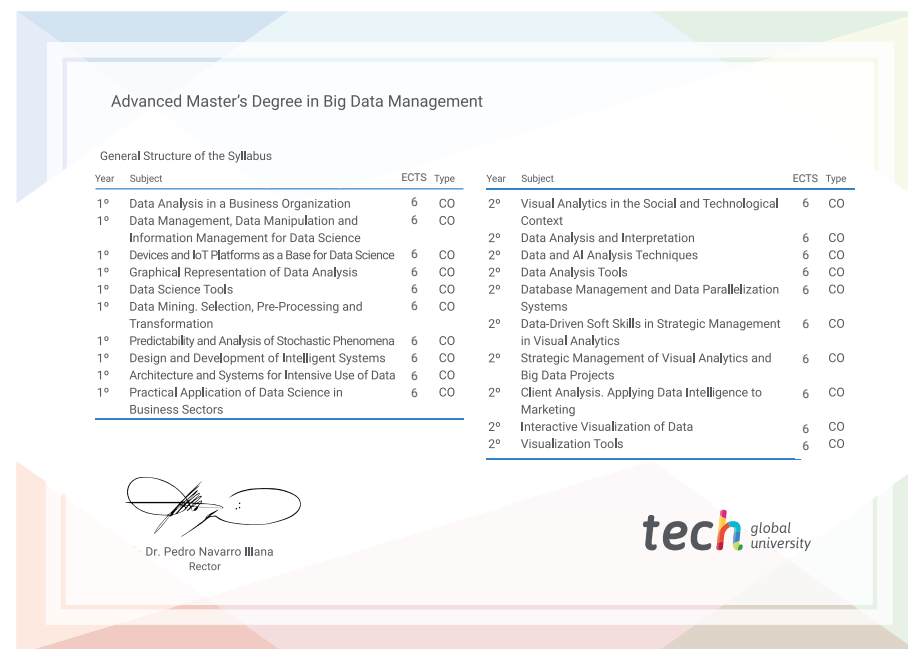 Advanced Master's Degree in Big Data Management
General Structure of the Syllabus
Year Subject ECTS Type
1º Data Analysis in a Business Organization 6 CO
1º Data Management, Data Manipulation and 6 CO
Information Management for Data Science
1º Devices and IoT Platforms as a Base for Data Science 6 CO
1º Graphical Representation of Data Analysis 6 CO
1º Data Science Tools 6 CO
1º Data Mining. Selection, Pre-Processing and 6 CO
Transformation
1º Predictability and Analysis of Stochastic Phenomena 6 CO
1º Design and Development of Intelligent Systems 6 CO
1º Architecture and Systems for Intensive Use of Data 6 CO
1º Practical Application of Data Science in 6 CO
Business Sectors
Year Subject ECTS Type
2º Visual Analytics in the Social and Technological 6 CO
Context
2º Data Analysis and Interpretation 6 CO
2º Data and AI Analysis Techniques 6 CO
2º Data Analysis Tools 6 CO
2º Database Management and Data Parallelization 6 CO
Systems
2º Data-Driven Soft Skills in Strategic Management 6 CO
in Visual Analytics
2º Strategic Management of Visual Analytics and 6 CO
Big Data Projects
2º Client Analysis. Applying Data Intelligence to 6 CO
Marketing
2º Interactive Visualization of Data 6 CO
2º Visualization Tools 6 CO
Dr. Pedro Navarro Illana
Rector
tech global
university